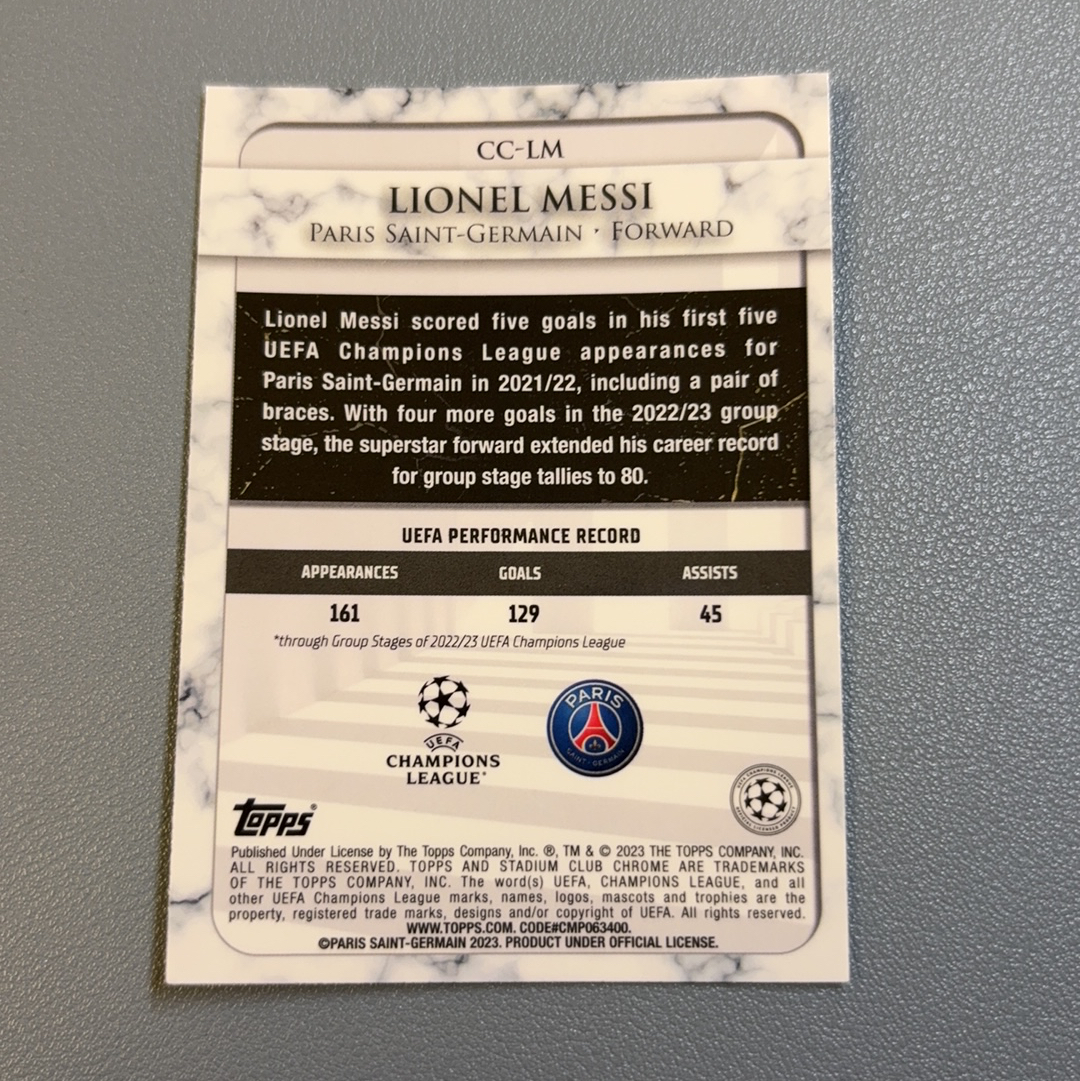 CC-LM
LIONEL MESSI
PARIS SAINT-GERMAIN · FORWARD
Lionel Messi scored five goals in his first five
UEFA Champions League appearances for
Paris Saint-Germain in 2021/22, including a pair of
braces. With four more goals in the 2022/23 group
stage, the superstar forward extended his career record
for group stage tallies to 80.
UEFA PERFORMANCE RECORD
APPEARANCES GOALS ASSISTS
161 129 45
*through Group Stages of 2022/23 UEFA Champions League
UEFA
CHAMPIONS
LEAGUE®
PARIS
SAINT-GERMAIN
topps®
Published Under License by The Topps Company, Inc. ®, TM & © 2023 THE TOPPS COMPANY, INC.
ALL RIGHTS RESERVED. TOPPS AND STADIUM CLUB CHROME ARE TRADEMARKS
OF THE TOPPS COMPANY, INC. The word(s) UEFA, CHAMPIONS LEAGUE, and all
other UEFA Champions League marks, names, logos, mascots and trophies are the
property, registered trade marks, designs and/or copyright of UEFA. All rights reserved.
WWW.TOPPS.COM. CODE#CMP063400.
©PARIS SAINT-GERMAIN 2023. PRODUCT UNDER OFFICIAL LICENSE.